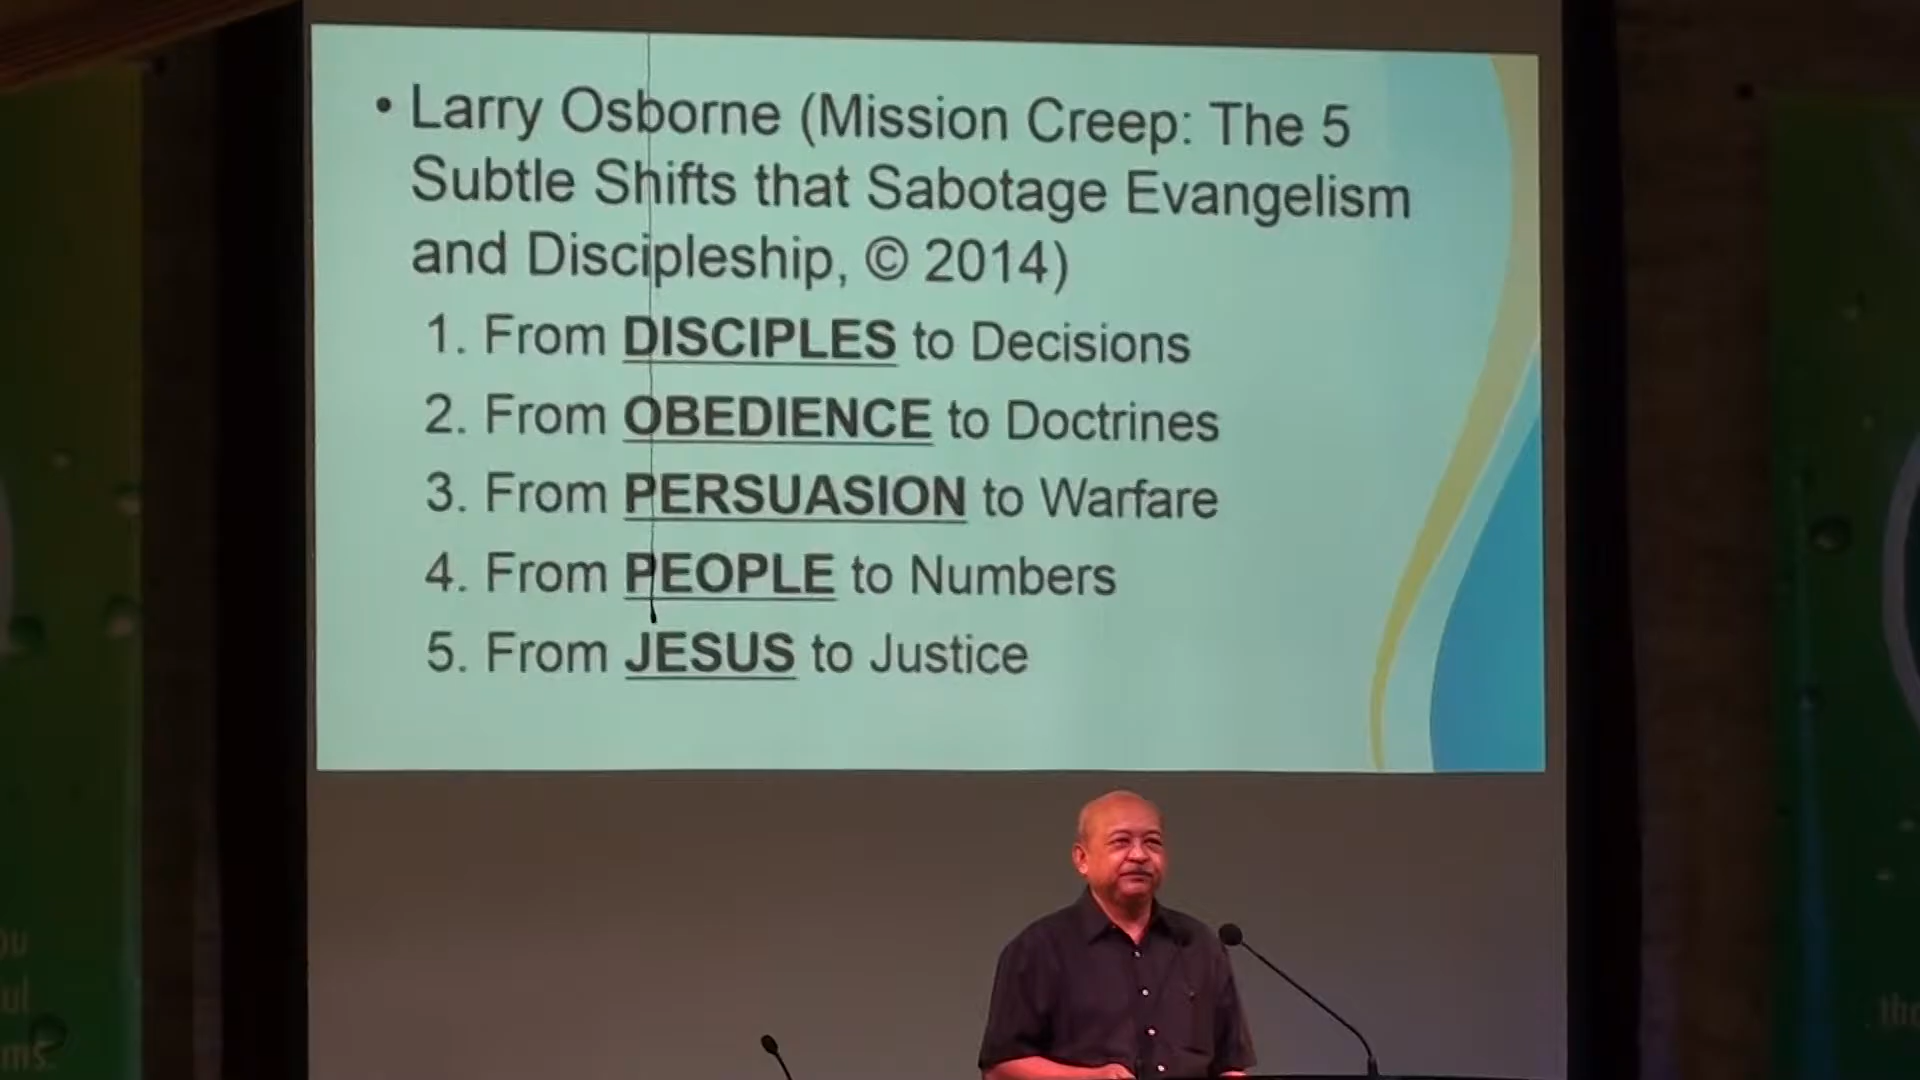 • Larry Osborne (Mission Creep: The 5
Subtle Shifts that Sabotage Evangelism
and Discipleship, © 2014)
1. From DISCIPLES to Decisions
2. From OBEDIENCE to Doctrines
3. From PERSUASION to Warfare
4. From PEOPLE to Numbers
5. From JESUS to Justice